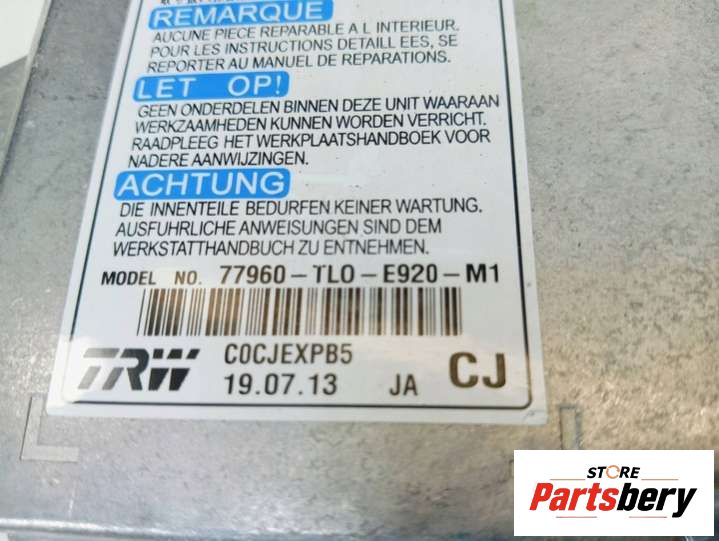 REMARQUE
AUCUNE PIECE REPARABLE A L INTERIEUR.
POUR LES INSTRUCTIONS DETAILL EES, SE
REPORTER AU MANUEL DE REPARATIONS.
LET OP!
GEEN ONDERDELEN BINNEN DEZE UNIT WAARAAN
WERKZAAMHEDEN KUNNEN WORDEN VERRICHT.
RAADPLEEG HET WERKPLAATSHANDBOEK VOOR
NADERE AANWIJZINGEN.
ACHTUNG
DIE INNENTEILE BEDURFEN KEINER WARTUNG.
AUSFUHRLICHE ANWEISUNGEN SIND DEM
WERKSTATTHANDBUCH ZU ENTNEHMEN.
MODEL NO. 77960-TL0-E920-M1
TRW C0CJEXPB5
19.07.13 JA CJ
STORE
Partsbery